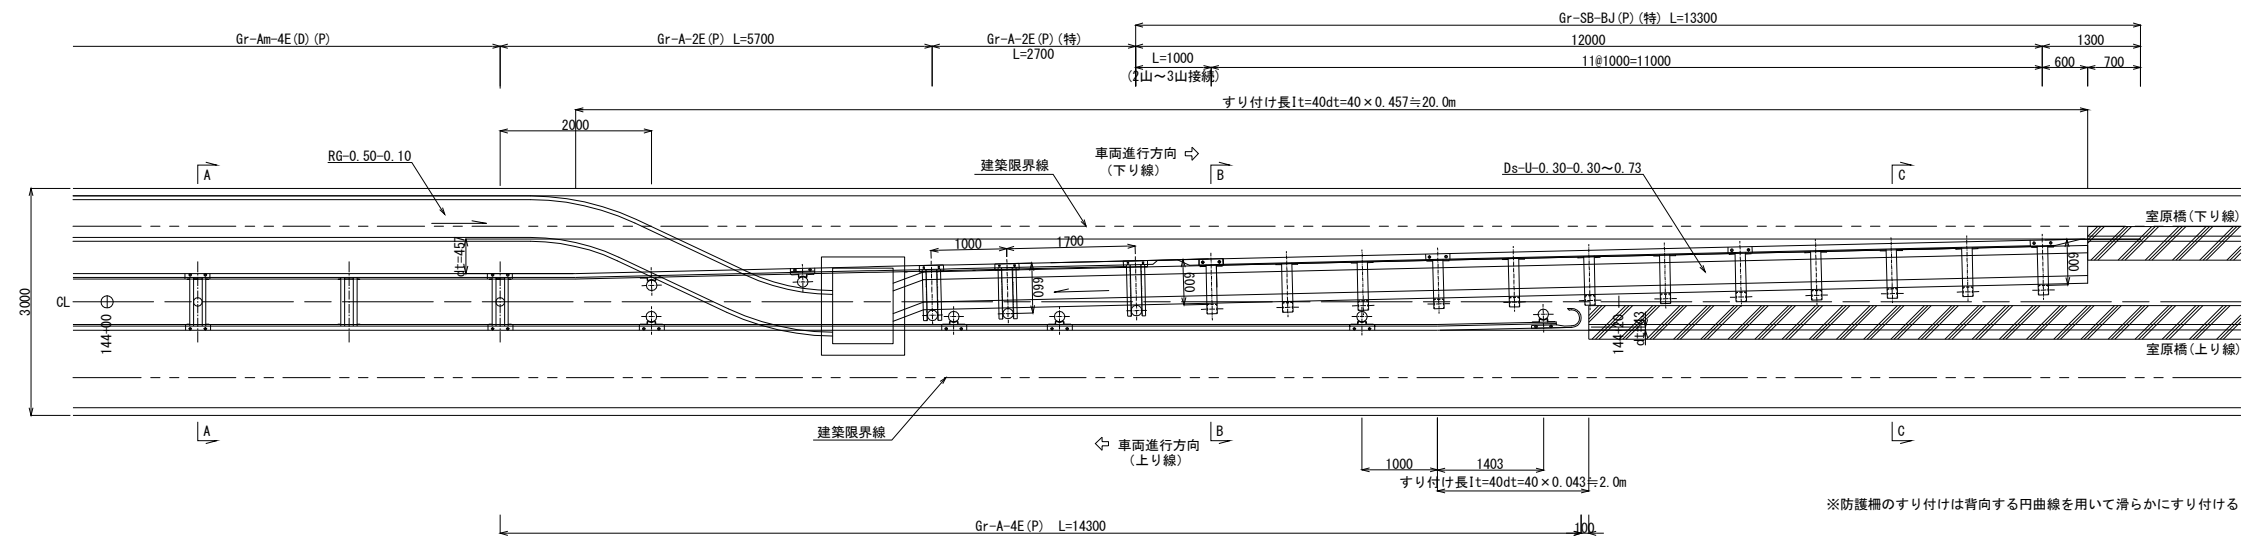 Gr-SB-BJ(P)(特) L=13300
Gr-Am-4E(D)(P)
Gr-A-2E(P) L=5700
Gr-A-2E(P)(特)
L=2700
12000
1300
L=1000
(2山～3山接続)
11@1000=11000
600
700
すり付け長It=40dt=40×0.457≒20.0m
2000
RG-0.50-0.10
車両進行方向
(下り線)
建築限界線
Ds-U-0.30-0.30～0.73
A
B
C
室原橋(下り線)
dt=457
1000
1700
660
600
600
3000
CL
144-00
144-20
dt=43
室原橋(上り線)
A
建築限界線
車両進行方向
(上り線)
B
C
1000
1403
すり付け長It=40dt=40×0.043≒2.0m
※防護柵のすり付けは背向する円曲線を用いて滑らかにすり付ける
Gr-A-4E(P) L=14300
100